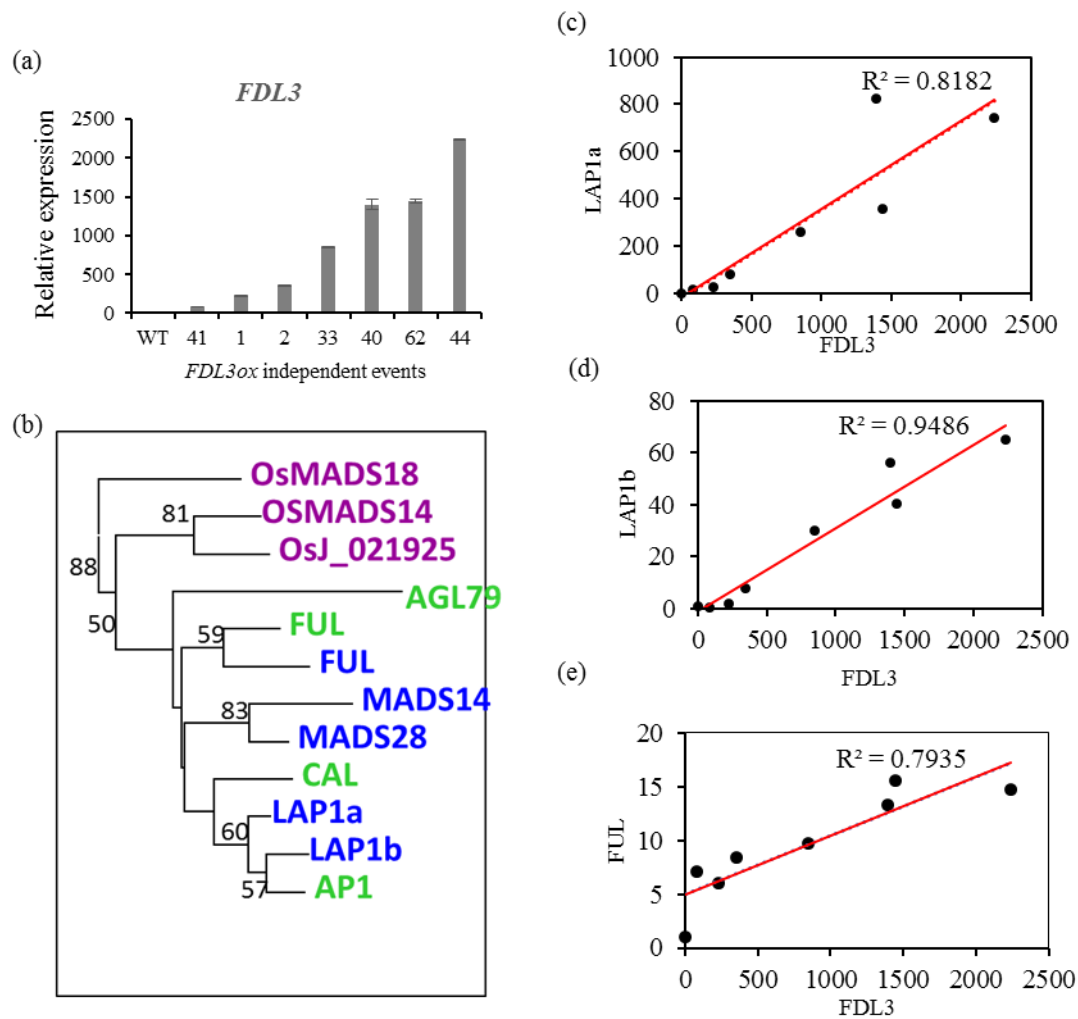 (a)
FDL3
Relative expression
2500
2000
1500
1000
500
0
WT 41 1 2 33 40 62 44
FDL3ox independent events
(b)
OsMADS18
81
OSMADS14
OsJ_021925
88
50
AGL79
59
FUL
FUL
MADS14
83
MADS28
CAL
LAP1a
60
LAP1b
57
AP1
(c)
1000
800
600
400
200
0
LAP1a
R² = 0.8182
0 500 1000 1500 2000 2500
FDL3
(d)
80
60
40
20
0
LAP1b
R² = 0.9486
0 500 1000 1500 2000 2500
FDL3
(e)
20
15
10
5
0
FUL
R² = 0.7935
0 500 1000 1500 2000 2500
FDL3